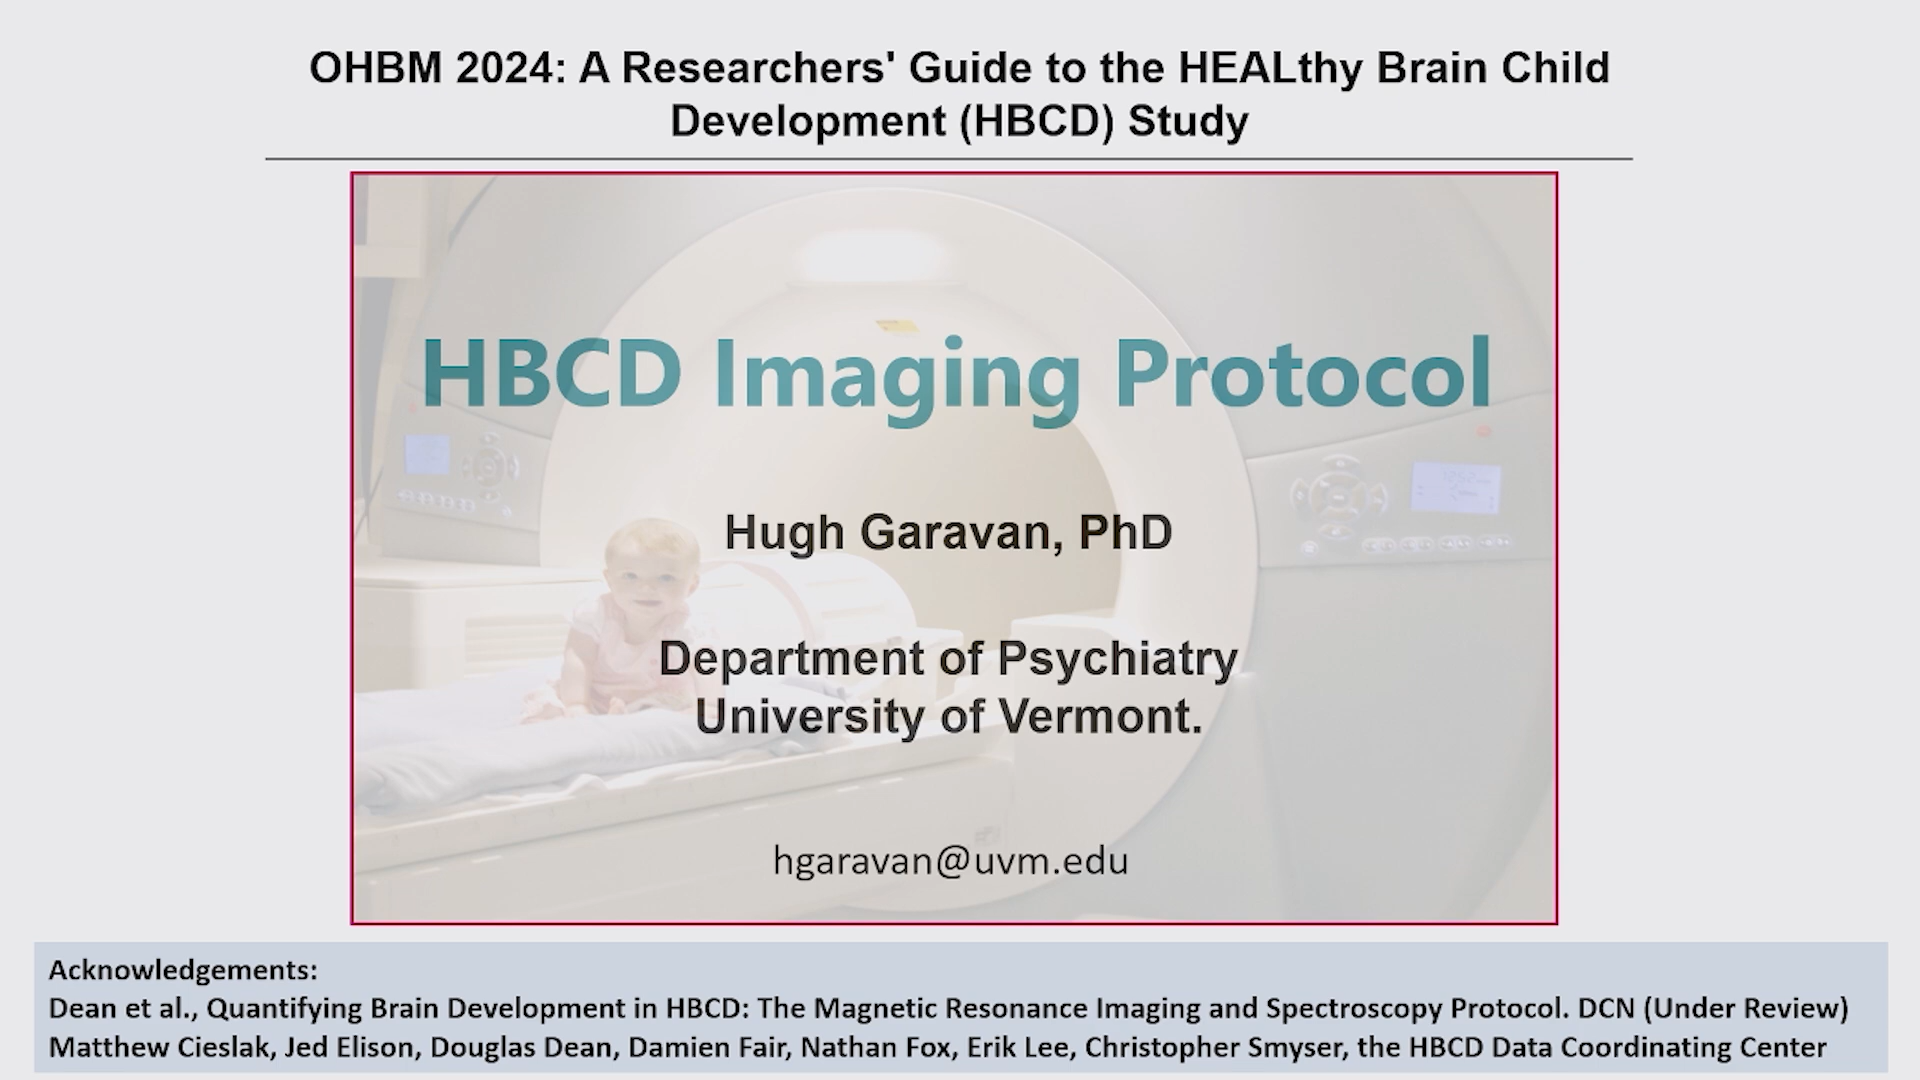 OHBM 2024: A Researchers' Guide to the HEALthy Brain Child
Development (HBCD) Study
HBCD Imaging Protocol
Hugh Garavan, PhD
Department of Psychiatry
University of Vermont.
hgaravan@uvm.edu
Acknowledgements:
Dean et al., Quantifying Brain Development in HBCD: The Magnetic Resonance Imaging and Spectroscopy Protocol. DCN (Under Review)
Matthew Cieslak, Jed Elison, Douglas Dean, Damien Fair, Nathan Fox, Erik Lee, Christopher Smyser, the HBCD Data Coordinating Center